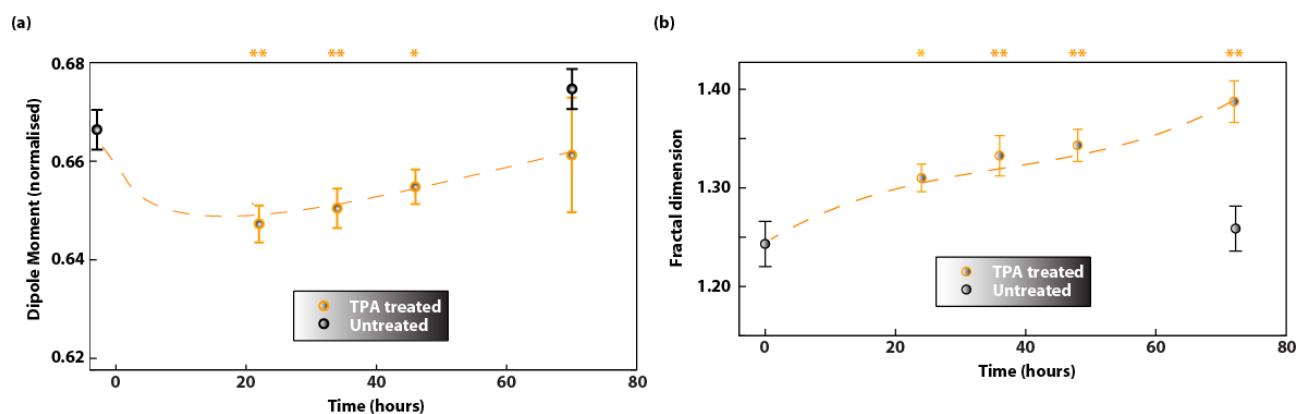 (a)
** ** *
0.68
0.66
0.64
0.62
Dipole Moment (normalised)
TPA treated
Untreated
0 20 40 60 80
Time (hours)
(b)
* ** ** **
1.40
1.30
1.20
Fractal dimension
TPA treated
Untreated
0 20 40 60 80
Time (hours)